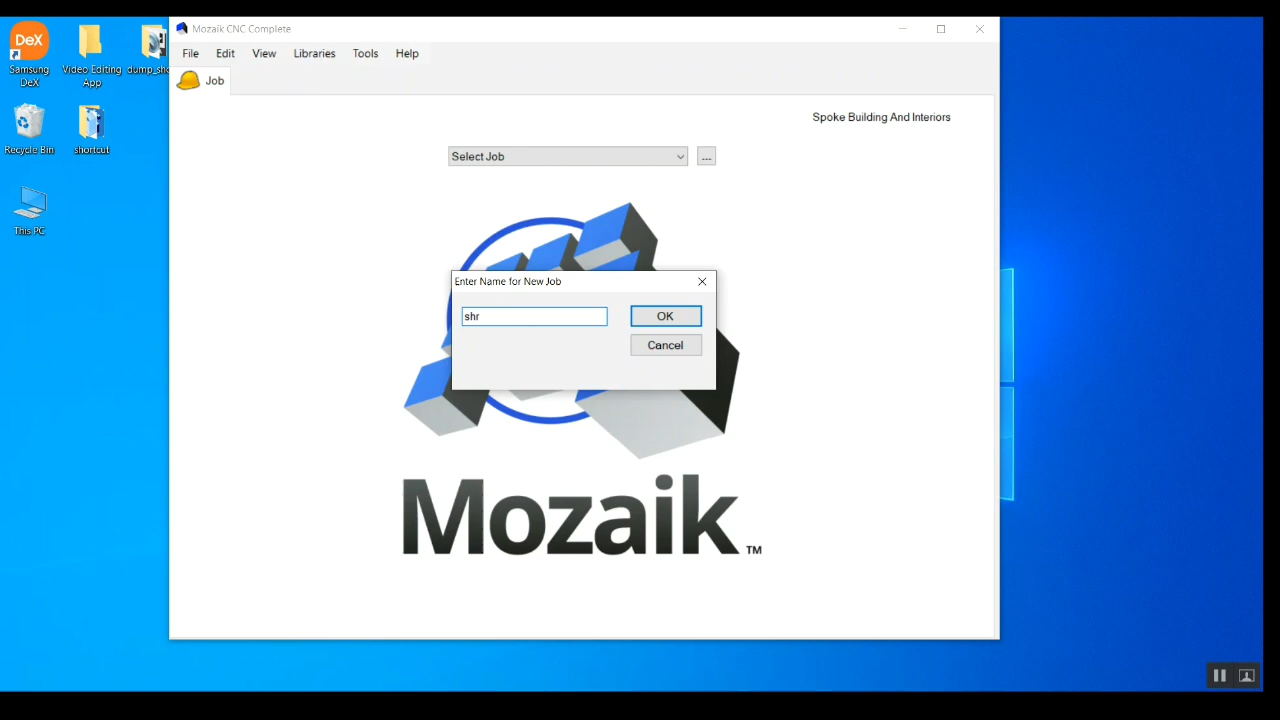 Mozaik CNC Complete
File Edit View Libraries Tools Help
Job
Spoke Building And Interiors
Select Job
...
Enter Name for New Job
shr
OK
Cancel
Mozaik
TM
DeX
Samsung
DeX
Video Editing
App
Recycle Bin
shortcut
This PC